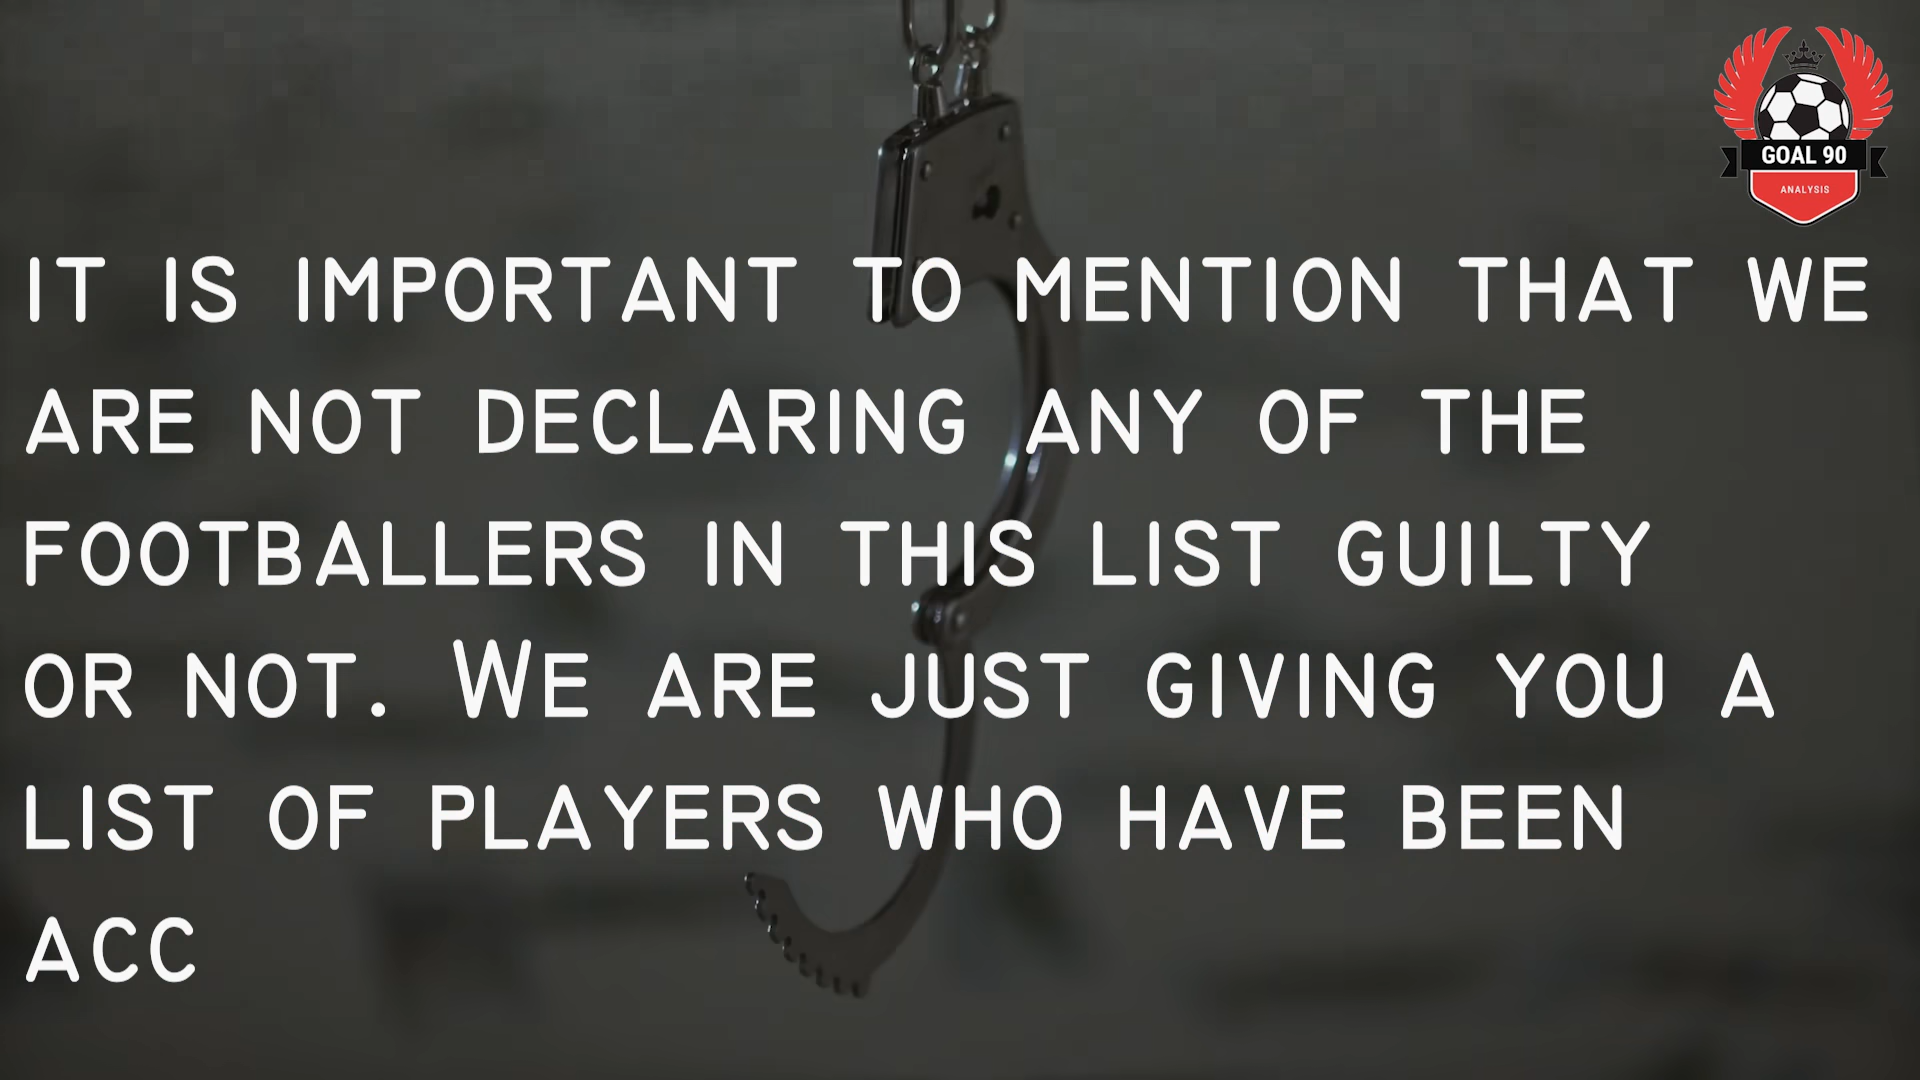 GOAL 90
ANALYSIS
IT IS IMPORTANT TO MENTION THAT WE
ARE NOT DECLARING ANY OF THE
FOOTBALLERS IN THIS LIST GUILTY
OR NOT. WE ARE JUST GIVING YOU A
LIST OF PLAYERS WHO HAVE BEEN
ACC